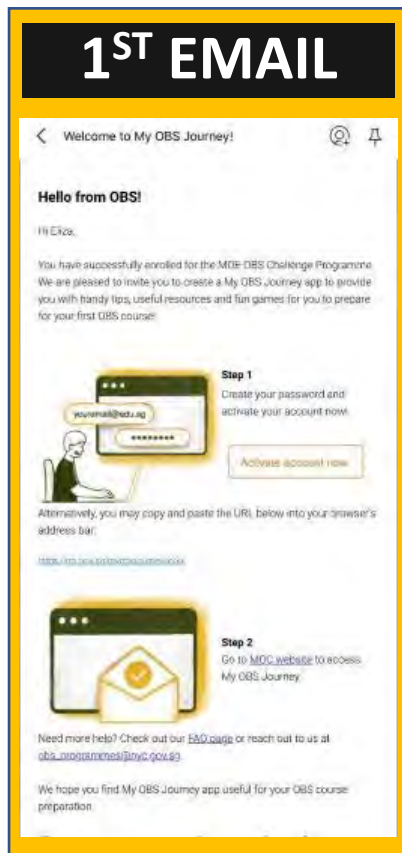 1ST EMAIL
Welcome to My OBS Journey!
Hello from OBS!
Hi Eliza,
You have successfully enrolled for the MOE-OBS Challenge Programme
We are pleased to invite you to create a My OBS Journey app to provide
you with handy tips, useful resources and fun games for you to prepare
for your first OBS course!
Step 1
Create your password and
activate your account now!
youremail@edu.sg
********
Activate account now
Alternatively, you may copy and paste the URL below into your browser's
address bar:
Step 2
Go to MOC website to access
My OBS Journey
Need more help? Check out our FAQ page or reach out to us at
obs_programmes@nyc.gov.sg
We hope you find My OBS Journey app useful for your OBS course
preparation